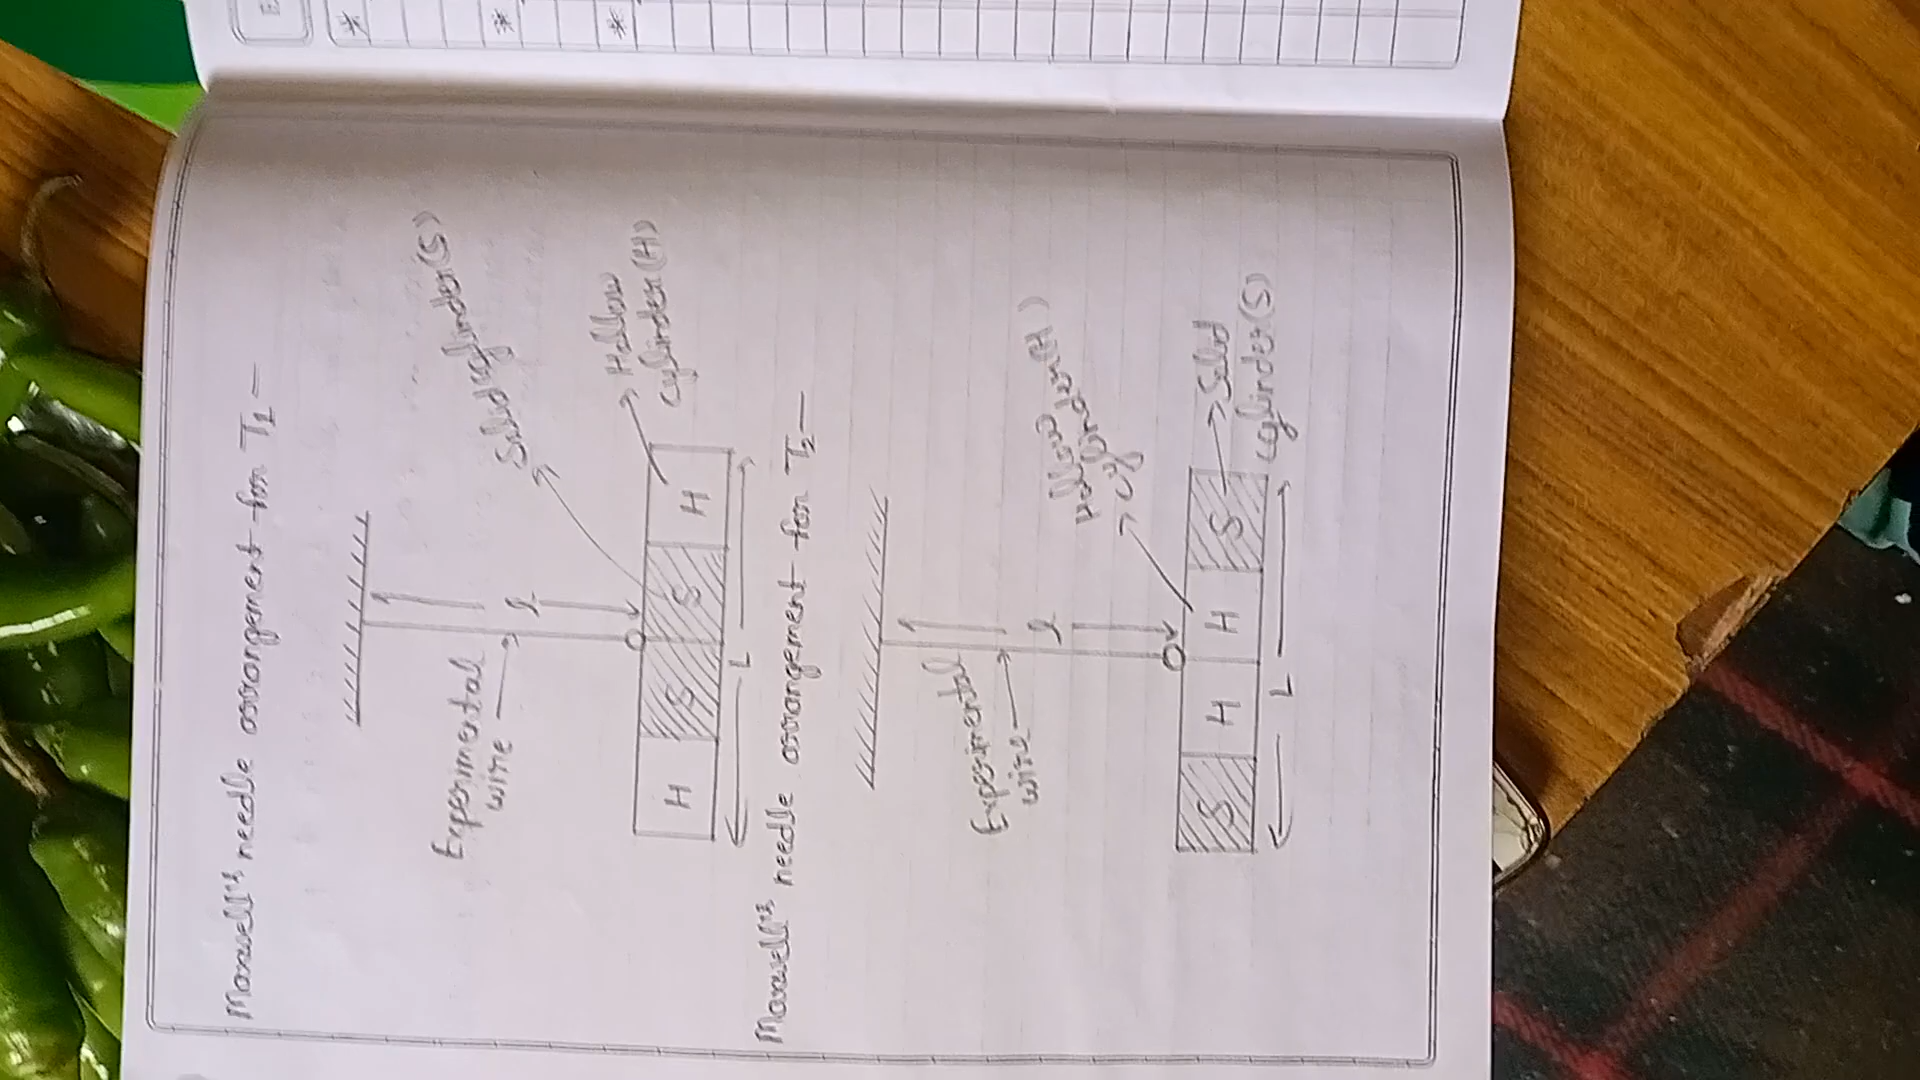 Maxwell's needle arrangement for T1 —
Solid cylinder (S)
Experimental
wire
l
Hollow
cylinder (H)
H S S H
L
Maxwell's needle arrangement for T2 —
Experimental
wire
l
Hollow
cylinder (H)
Solid
cylinder (S)
S H H S
L